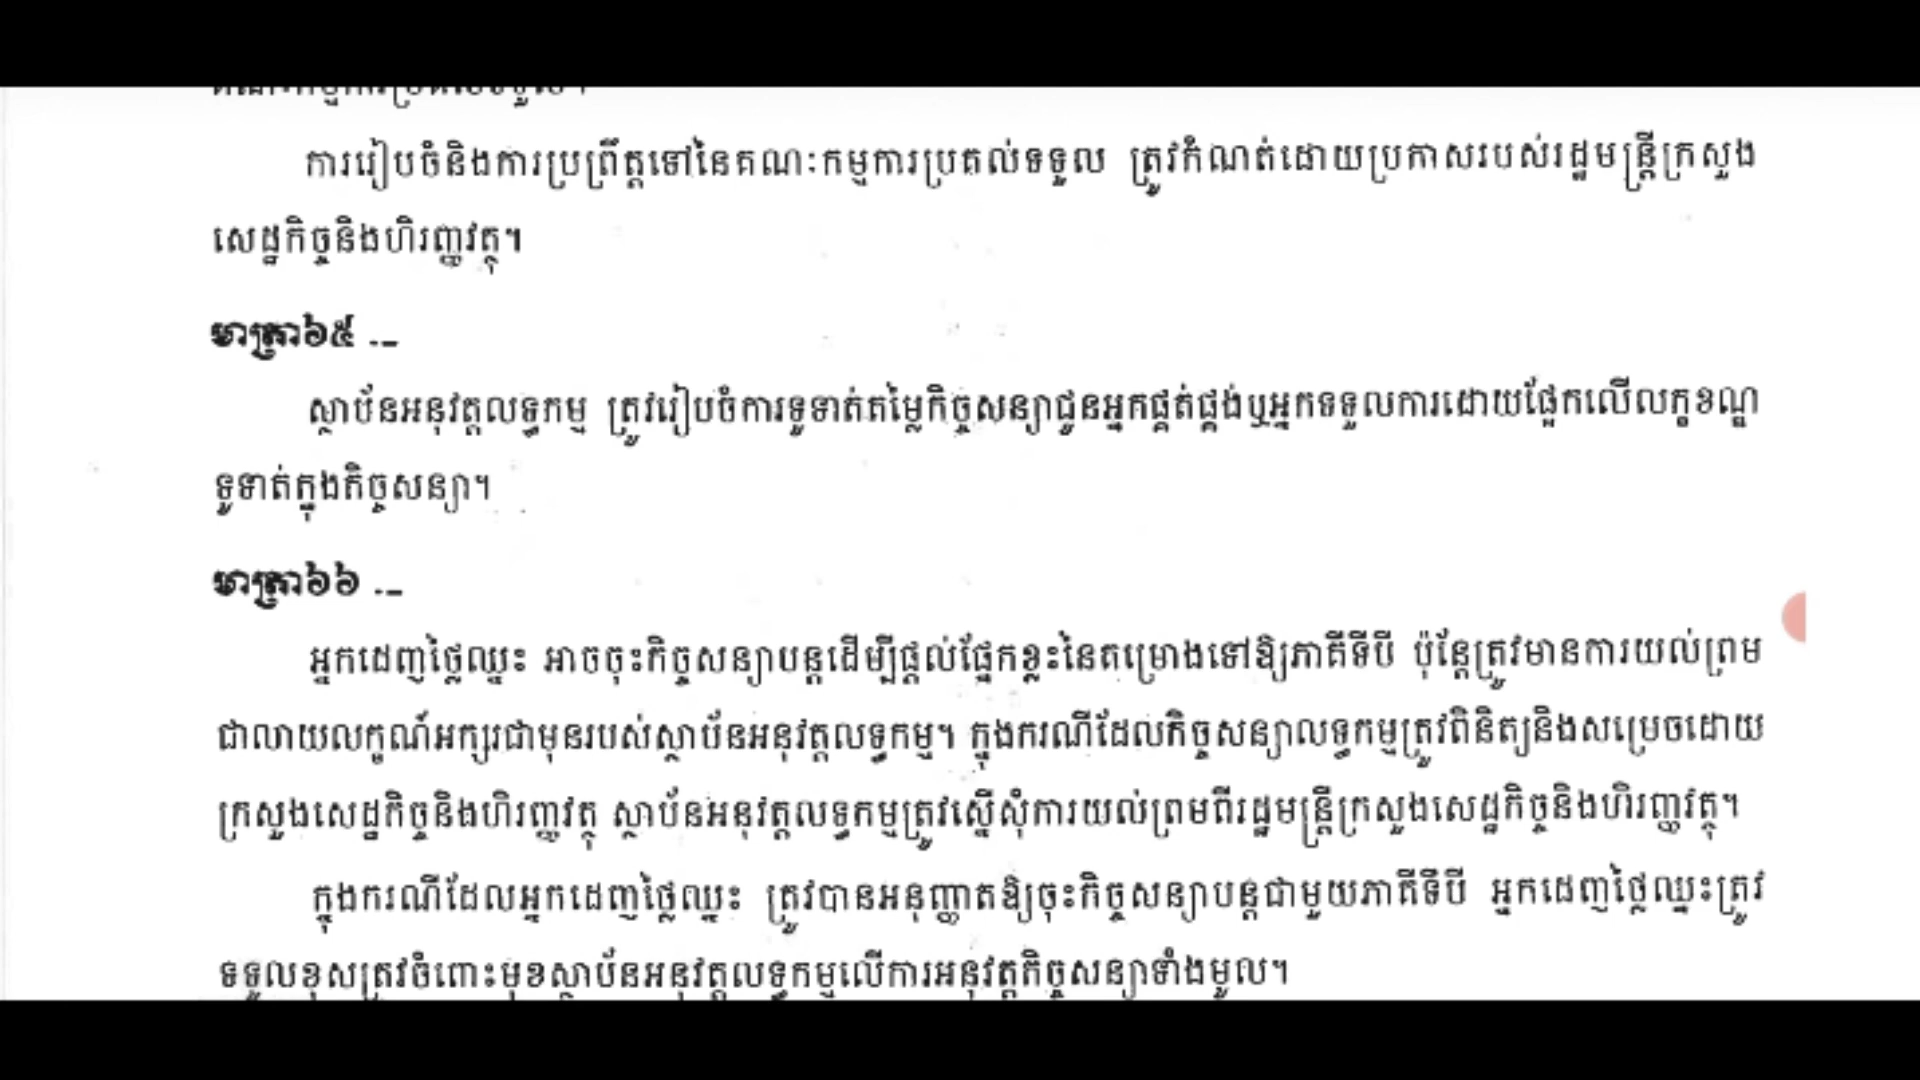 គណៈកម្មការប្រគល់ទទួល។
ការរៀបចំនិងការប្រព្រឹត្តទៅនៃគណៈកម្មការប្រគល់ទទួល ត្រូវកំណត់ដោយប្រកាសរបស់រដ្ឋមន្ត្រីក្រសួង
សេដ្ឋកិច្ចនិងហិរញ្ញវត្ថុ។
មាត្រា៦៥ ._
ស្ថាប័នអនុវត្តលទ្ធកម្ម ត្រូវរៀបចំការទូទាត់តម្លៃកិច្ចសន្យាជូនអ្នកផ្គត់ផ្គង់ឬអ្នកទទួលការដោយផ្អែកលើលក្ខខណ្ឌ
ទូទាត់ក្នុងកិច្ចសន្យា។
មាត្រា៦៦ ._
អ្នកដេញថ្លៃឈ្នះ អាចចុះកិច្ចសន្យាបន្តដើម្បីផ្តល់ផ្នែកខ្លះនៃគម្រោងទៅឱ្យភាគីទីបី ប៉ុន្តែត្រូវមានការយល់ព្រម
ជាលាយលក្ខណ៍អក្សរជាមុនរបស់ស្ថាប័នអនុវត្តលទ្ធកម្ម។ ក្នុងករណីដែលកិច្ចសន្យាលទ្ធកម្មត្រូវពិនិត្យនិងសម្រេចដោយ
ក្រសួងសេដ្ឋកិច្ចនិងហិរញ្ញវត្ថុ ស្ថាប័នអនុវត្តលទ្ធកម្មត្រូវស្នើសុំការយល់ព្រមពីរដ្ឋមន្ត្រីក្រសួងសេដ្ឋកិច្ចនិងហិរញ្ញវត្ថុ។
ក្នុងករណីដែលអ្នកដេញថ្លៃឈ្នះ ត្រូវបានអនុញ្ញាតឱ្យចុះកិច្ចសន្យាបន្តជាមួយភាគីទីបី អ្នកដេញថ្លៃឈ្នះត្រូវ
ទទួលខុសត្រូវចំពោះមុខស្ថាប័នអនុវត្តលទ្ធកម្មលើការអនុវត្តកិច្ចសន្យាទាំងមូល។